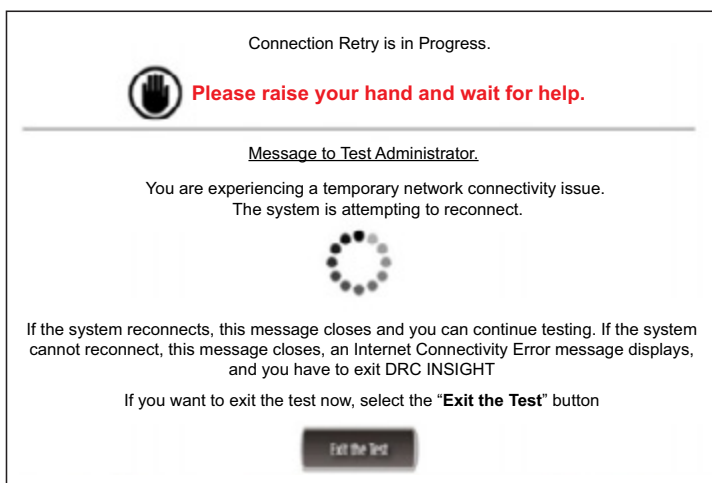 Connection Retry is in Progress.
Please raise your hand and wait for help.
Message to Test Administrator.
You are experiencing a temporary network connectivity issue.
The system is attempting to reconnect.
If the system reconnects, this message closes and you can continue testing. If the system
cannot reconnect, this message closes, an Internet Connectivity Error message displays,
and you have to exit DRC INSIGHT
If you want to exit the test now, select the “Exit the Test” button
Exit the Test